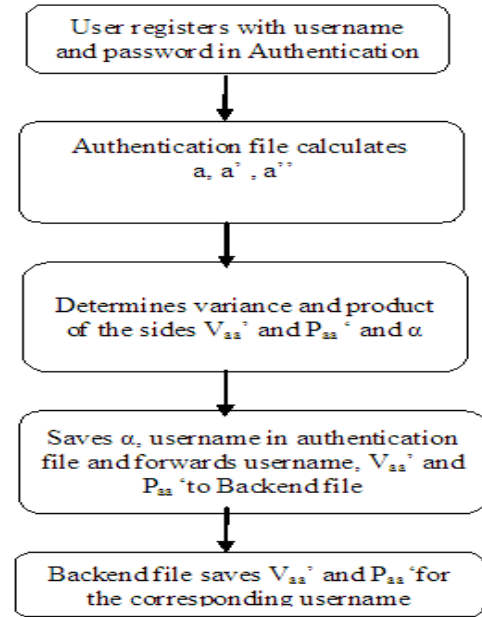 User registers with username
and password in Authentication
Authentication file calculates
a, a’ , a’’
Determines variance and product
of the sides Vaa’ and Paa ‘ and α
Saves α, username in authentication
file and forwards username, Vaa’ and
Paa ‘to Backend file
Backend file saves Vaa’ and Paa ‘for
the corresponding username